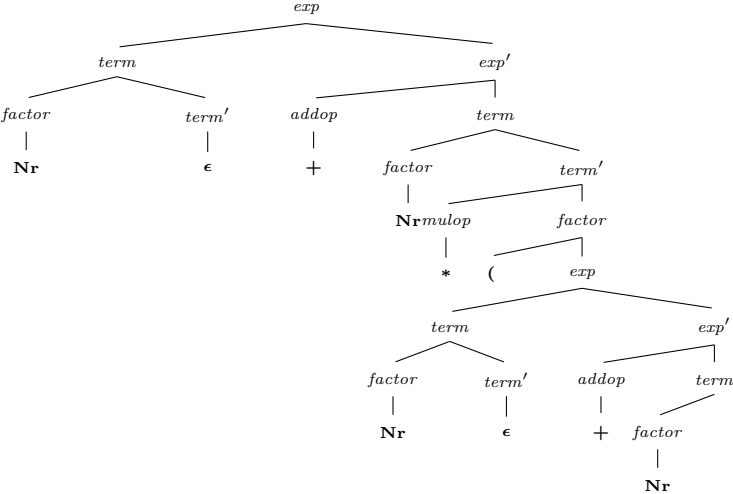 exp
term exp′
factor term′ addop term
Nr ϵ + factor term′
Nr mulop factor
* ( exp
term exp′
factor term′ addop term
Nr ϵ + factor
Nr